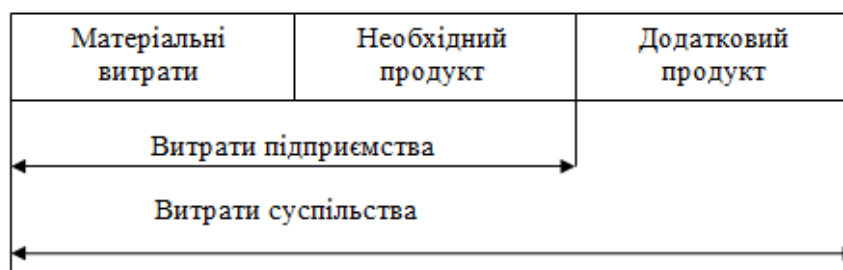 Матеріальні витрати
Необхідний продукт
Додатковий продукт
Витрати підприємства
Витрати суспільства